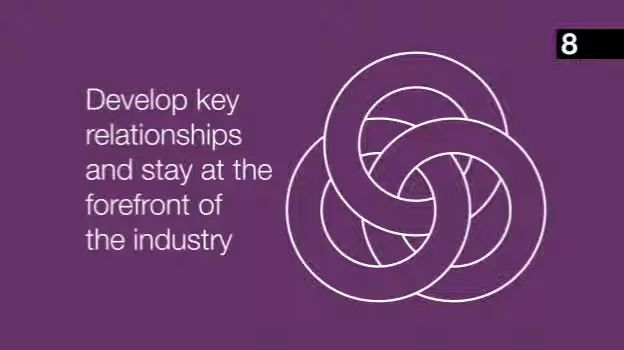 8
Develop key
relationships
and stay at the
forefront of
the industry